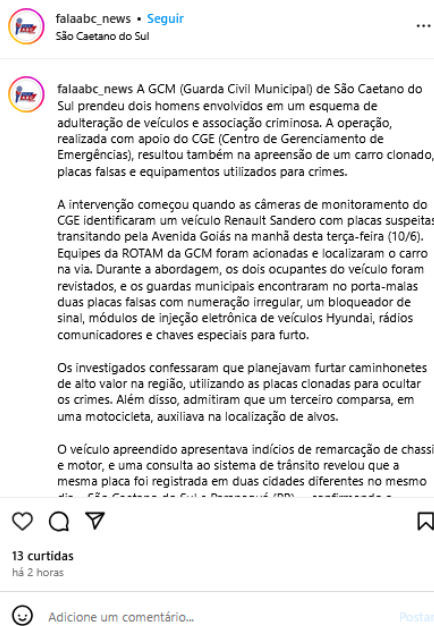 falaabc_news • Seguir
São Caetano do Sul
falaabc_news A GCM (Guarda Civil Municipal) de São Caetano do
Sul prendeu dois homens envolvidos em um esquema de
adulteração de veículos e associação criminosa. A operação,
realizada com apoio do CGE (Centro de Gerenciamento de
Emergências), resultou também na apreensão de um carro clonado,
placas falsas e equipamentos utilizados para crimes.
A intervenção começou quando as câmeras de monitoramento do
CGE identificaram um veículo Renault Sandero com placas suspeitas
transitando pela Avenida Goiás na manhã desta terça-feira (10/6).
Equipes da ROTAM da GCM foram acionadas e localizaram o carro
na via. Durante a abordagem, os dois ocupantes do veículo foram
revistados, e os guardas municipais encontraram no porta-malas
duas placas falsas com numeração irregular, um bloqueador de
sinal, módulos de injeção eletrônica de veículos Hyundai, rádios
comunicadores e chaves especiais para furto.
Os investigados confessaram que planejavam furtar caminhonetes
de alto valor na região, utilizando as placas clonadas para ocultar
os crimes. Além disso, admitiram que um terceiro comparsa, em
uma motocicleta, auxiliava na localização de alvos.
O veículo apreendido apresentava indícios de remarcação de chassi
e motor, e uma consulta ao sistema de trânsito revelou que a
mesma placa foi registrada em duas cidades diferentes no mesmo
dia – São Caetano do Sul e Paranaguá (PR) – confirmando a
13 curtidas
há 2 horas
Adicione um comentário...
Postar